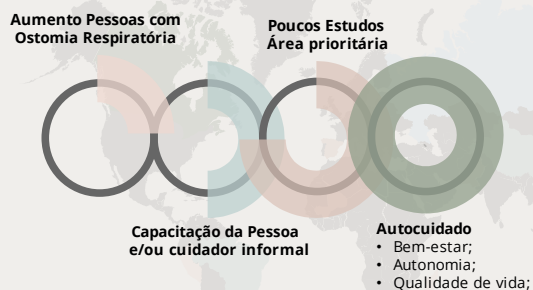 Aumento Pessoas com
Ostomia Respiratória
Poucos Estudos
Área prioritária
Capacitação da Pessoa
e/ou cuidador informal
Autocuidado
• Bem-estar;
• Autonomia;
• Qualidade de vida;